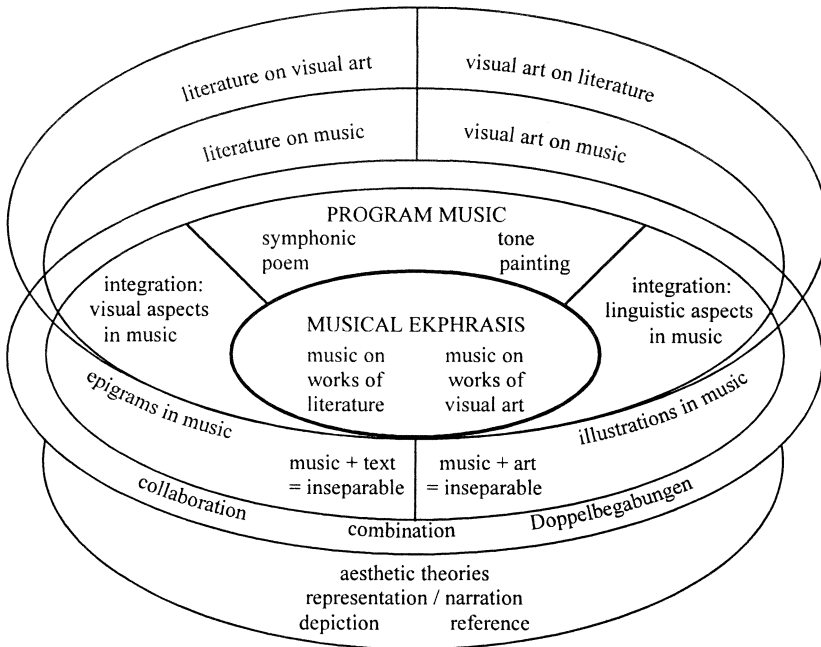 literature on visual art
visual art on literature
literature on music
visual art on music
PROGRAM MUSIC
symphonic
poem
tone
painting
integration:
visual aspects
in music
integration:
linguistic aspects
in music
MUSICAL EKPHRASIS
music on
works of
literature
music on
works of
visual art
epigrams in music
illustrations in music
music + text
= inseparable
music + art
= inseparable
collaboration
combination
Doppelbegabungen
aesthetic theories
representation / narration
depiction reference